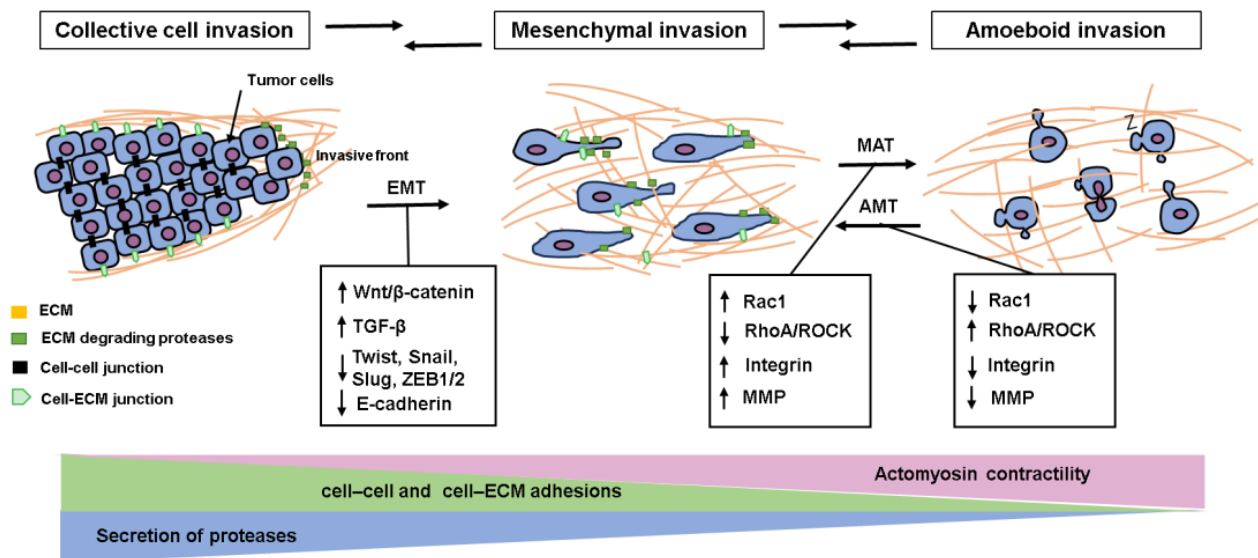 Collective cell invasion
Mesenchymal invasion
Amoeboid invasion
Tumor cells
Invasive front
EMT
MAT
AMT
Z
ECM
ECM degrading proteases
Cell-cell junction
Cell-ECM junction
↑ Wnt/β-catenin
↑ TGF-β
↓ Twist, Snail,
Slug, ZEB1/2
↓ E-cadherin
↑ Rac1
↓ RhoA/ROCK
↑ Integrin
↑ MMP
↓ Rac1
↑ RhoA/ROCK
↓ Integrin
↓ MMP
Actomyosin contractility
cell–cell and cell–ECM adhesions
Secretion of proteases